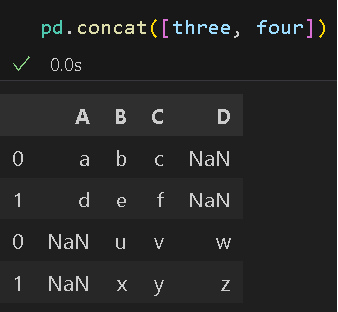 pd.concat([three, four])
✓ 0.0s
A B C D
0 a b c NaN
1 d e f NaN
0 NaN u v w
1 NaN x y z